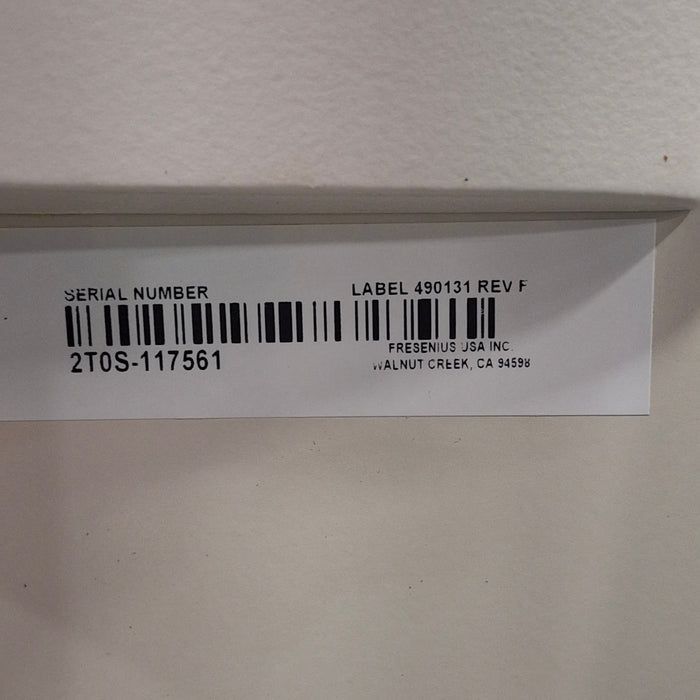 SERIAL NUMBER
LABEL 490131 REV F
2T0S-117561
FRESENIUS USA INC.
WALNUT CREEK, CA 94598